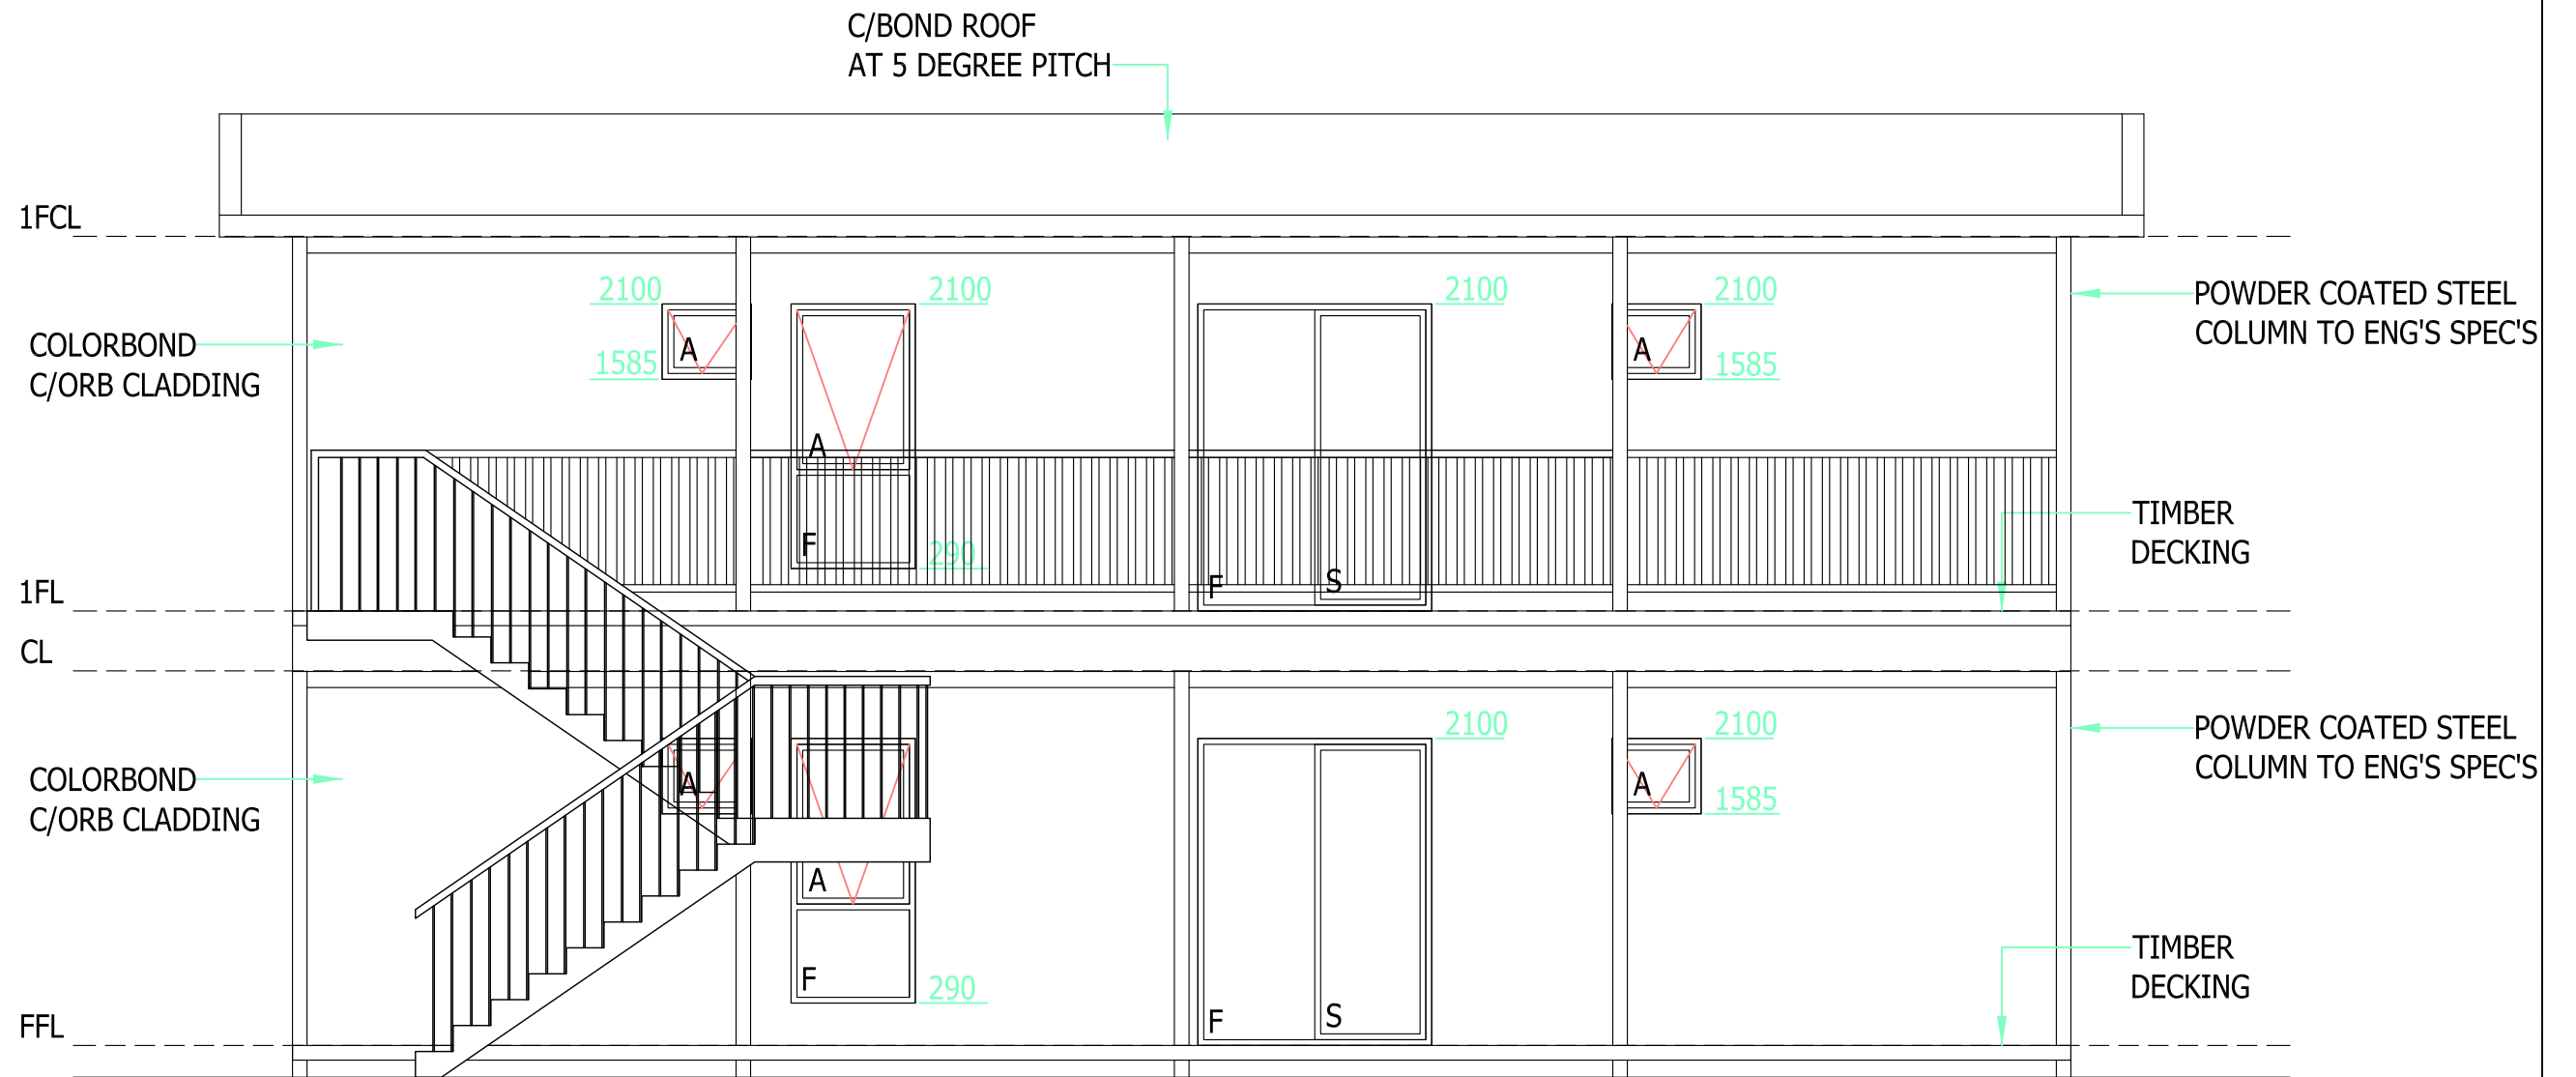 C/BOND ROOF
AT 5 DEGREE PITCH
1FCL
2100
2100
2100
2100
POWDER COATED STEEL
COLUMN TO ENG'S SPEC'S
COLORBOND
C/ORB CLADDING
A
A
1585
1585
A
TIMBER
DECKING
F
290
F
S
1FL
CL
2100
2100
POWDER COATED STEEL
COLUMN TO ENG'S SPEC'S
COLORBOND
C/ORB CLADDING
A
A
1585
A
TIMBER
DECKING
F
290
F
S
FFL